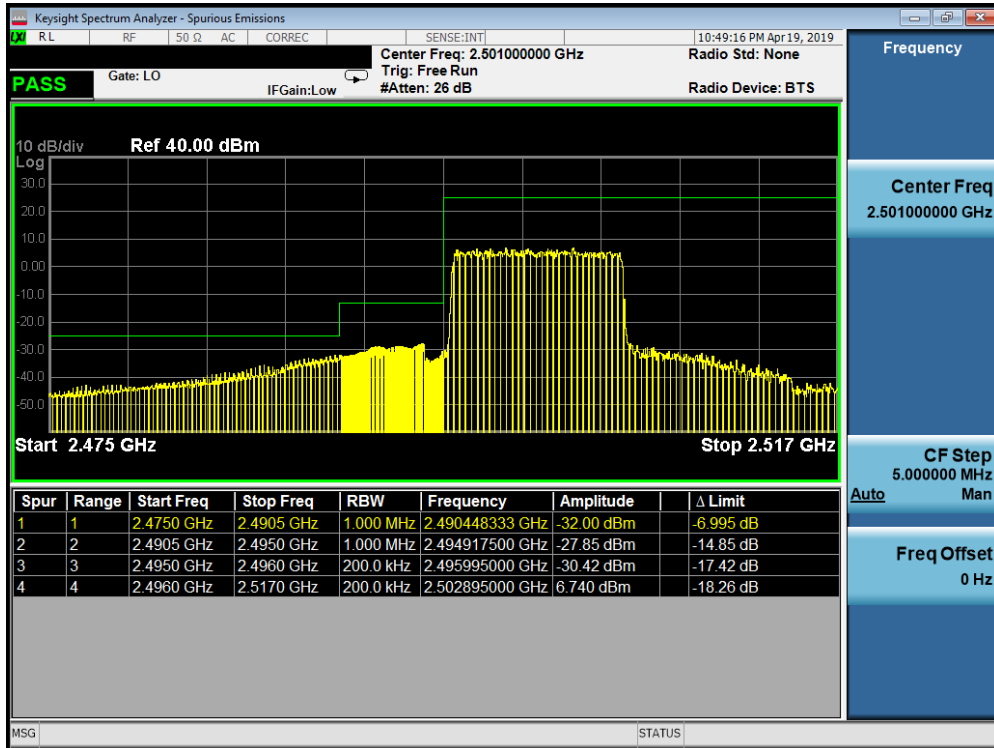 Keysight Spectrum Analyzer - Spurious Emissions
LXI RL RF 50 Ω AC CORREC SENSE:INT 10:49:16 PM Apr 19, 2019
Center Freq: 2.501000000 GHz Radio Std: None
PASS Gate: LO Trig: Free Run
IFGain:Low #Atten: 26 dB Radio Device: BTS
10 dB/div Ref 40.00 dBm
Log
30.0
20.0
10.0
0.00
-10.0
-20.0
-30.0
-40.0
-50.0
Start 2.475 GHz Stop 2.517 GHz
Spur Range Start Freq Stop Freq RBW Frequency Amplitude Δ Limit
1 1 2.4750 GHz 2.4905 GHz 1.000 MHz 2.490448333 GHz -32.00 dBm -6.995 dB
2 2 2.4905 GHz 2.4950 GHz 1.000 MHz 2.494917500 GHz -27.85 dBm -14.85 dB
3 3 2.4950 GHz 2.4960 GHz 200.0 kHz 2.495995000 GHz -30.42 dBm -17.42 dB
4 4 2.4960 GHz 2.5170 GHz 200.0 kHz 2.502895000 GHz 6.740 dBm -18.26 dB
Frequency
Center Freq
2.501000000 GHz
CF Step
5.000000 MHz
Auto Man
Freq Offset
0 Hz
MSG STATUS